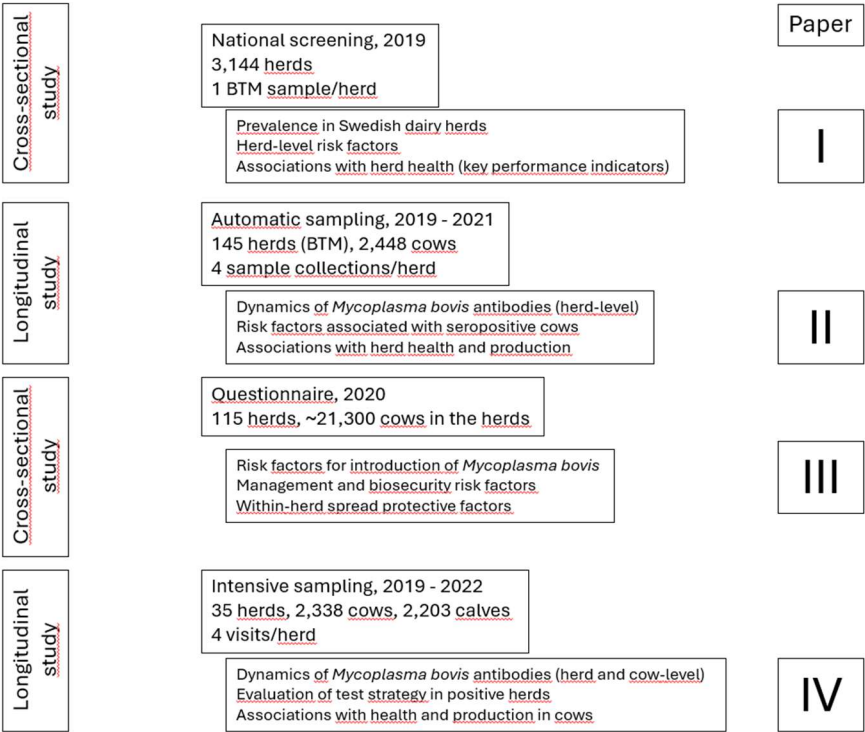 Paper
Cross-sectional
study
National screening, 2019
3,144 herds
1 BTM sample/herd
Prevalence in Swedish dairy herds
Herd-level risk factors
Associations with herd health (key performance indicators)
I
Longitudinal
study
Automatic sampling, 2019 - 2021
145 herds (BTM), 2,448 cows
4 sample collections/herd
Dynamics of Mycoplasma bovis antibodies (herd-level)
Risk factors associated with seropositive cows
Associations with herd health and production
II
Cross-sectional
study
Questionnaire, 2020
115 herds, ~21,300 cows in the herds
Risk factors for introduction of Mycoplasma bovis
Management and biosecurity risk factors
Within-herd spread protective factors
III
Longitudinal
study
Intensive sampling, 2019 - 2022
35 herds, 2,338 cows, 2,203 calves
4 visits/herd
Dynamics of Mycoplasma bovis antibodies (herd and cow-level)
Evaluation of test strategy in positive herds
Associations with health and production in cows
IV